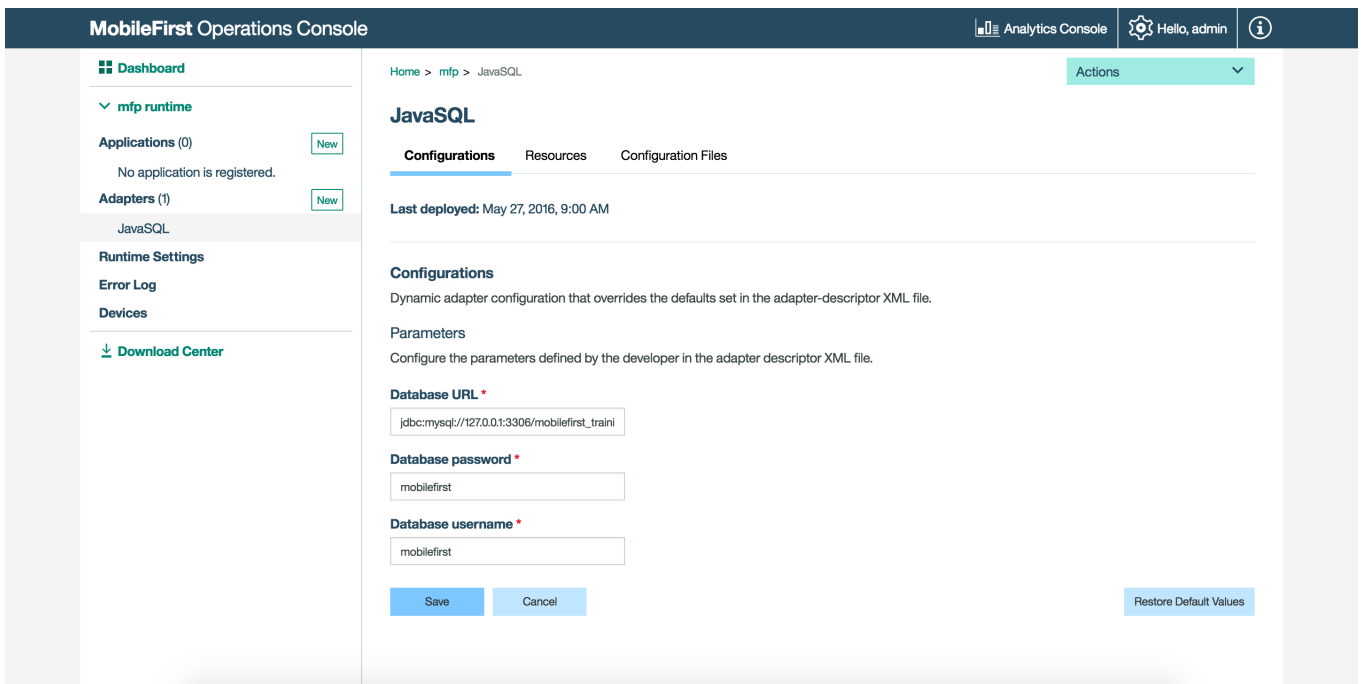 MobileFirst Operations Console
Analytics Console
Hello, admin
Dashboard
mfp runtime
Applications (0)
New
No application is registered.
Adapters (1)
New
JavaSQL
Runtime Settings
Error Log
Devices
Download Center
Home > mfp > JavaSQL
Actions
JavaSQL
Configurations Resources Configuration Files
Last deployed: May 27, 2016, 9:00 AM
Configurations
Dynamic adapter configuration that overrides the defaults set in the adapter-descriptor XML file.
Parameters
Configure the parameters defined by the developer in the adapter descriptor XML file.
Database URL *
jdbc:mysql://127.0.0.1:3306/mobilefirst_traini
Database password *
mobilefirst
Database username *
mobilefirst
Save Cancel Restore Default Values